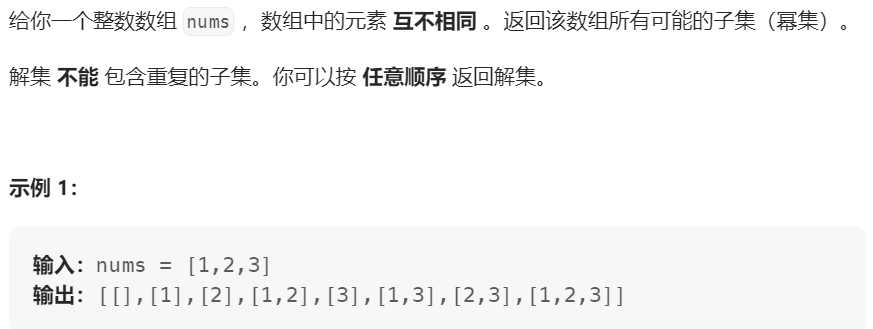 给你一个整数数组 nums ，数组中的元素 互不相同 。返回该数组所有可能的子集（幂集）。
解集 不能 包含重复的子集。你可以按 任意顺序 返回解集。
示例 1：
输入：nums = [1,2,3]
输出：[[],[1],[2],[1,2],[3],[1,3],[2,3],[1,2,3]]